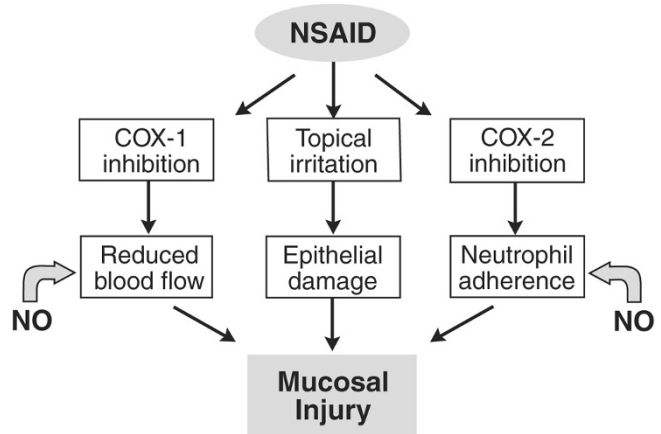 NSAID
COX-1
inhibition
Topical
irritation
COX-2
inhibition
Reduced
blood flow
Epithelial
damage
Neutrophil
adherence
NO
NO
Mucosal
Injury